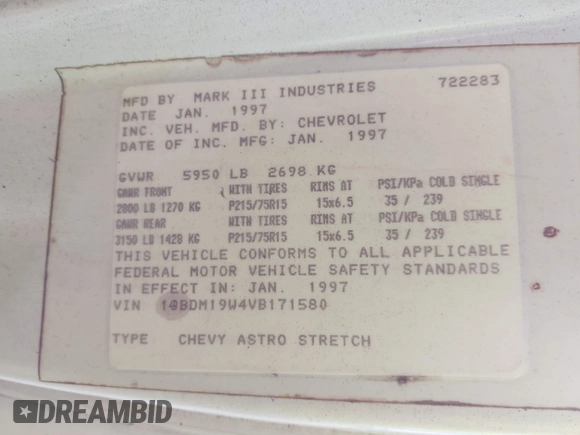 MFD BY MARK III INDUSTRIES 722283
DATE JAN. 1997
INC. VEH. MFD. BY: CHEVROLET
DATE OF INC. MFG: JAN. 1997
GVWR 5950 LB 2698 KG
GAWR FRONT WITH TIRES RIMS AT PSI/KPa COLD SINGLE
2800 LB 1270 KG P215/75R15 15x6.5 35 / 239
GAWR REAR WITH TIRES RIMS AT PSI/KPa COLD SINGLE
3150 LB 1428 KG P215/75R15 15x6.5 35 / 239
THIS VEHICLE CONFORMS TO ALL APPLICABLE
FEDERAL MOTOR VEHICLE SAFETY STANDARDS
IN EFFECT IN: JAN. 1997
VIN 1GBDM19W4VB171580
TYPE CHEVY ASTRO STRETCH
DREAMBID